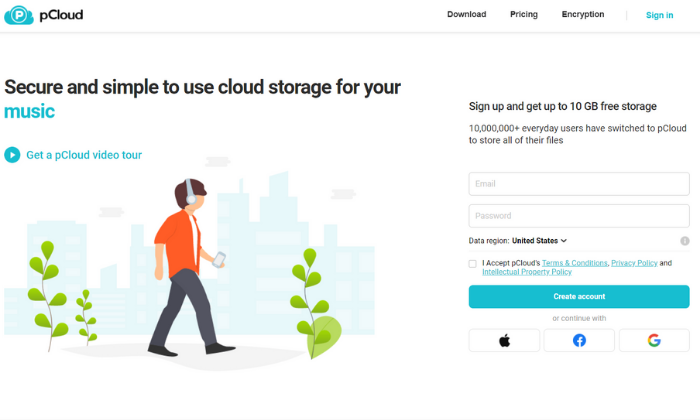 pCloud
Download
Pricing
Encryption
Sign in
Secure and simple to use cloud storage for your
music
Get a pCloud video tour
Sign up and get up to 10 GB free storage
10,000,000+ everyday users have switched to pCloud
to store all of their files
Email
Password
Data region: United States
I Accept pCloud's Terms & Conditions, Privacy Policy and
Intellectual Property Policy
Create account
or continue with